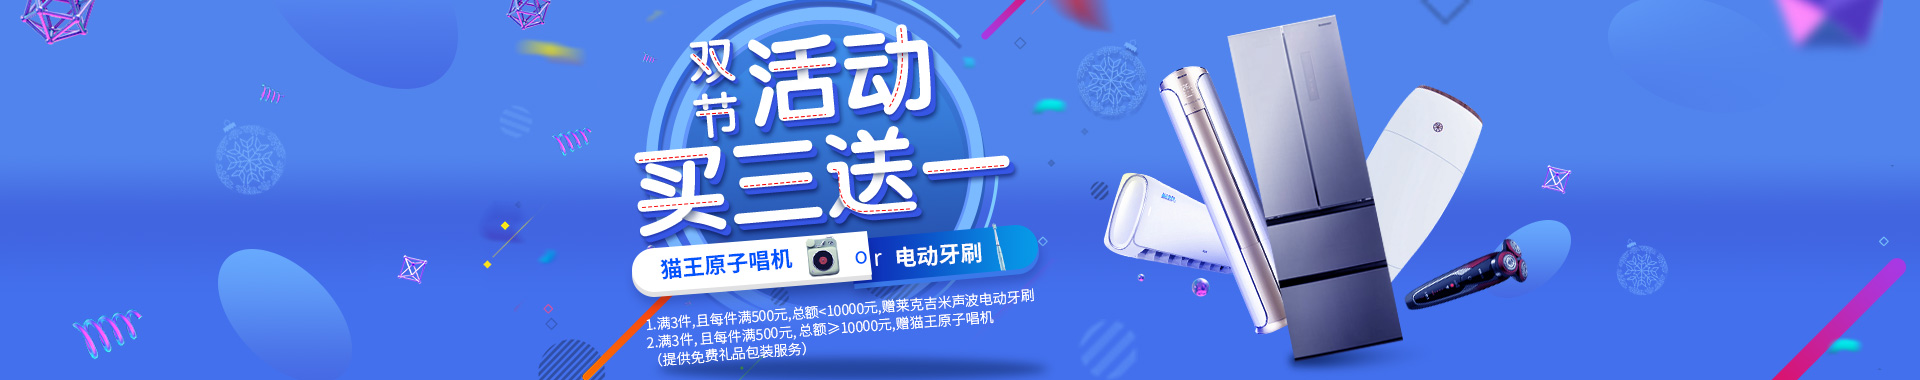 双节活动
买三送一
猫王原子唱机 or 电动牙刷
1.满3件,且每件满500元,总额<10000元,赠莱克吉米声波电动牙刷
2.满3件,且每件满500元,总额≥10000元,赠猫王原子唱机
（提供免费礼品包装服务）